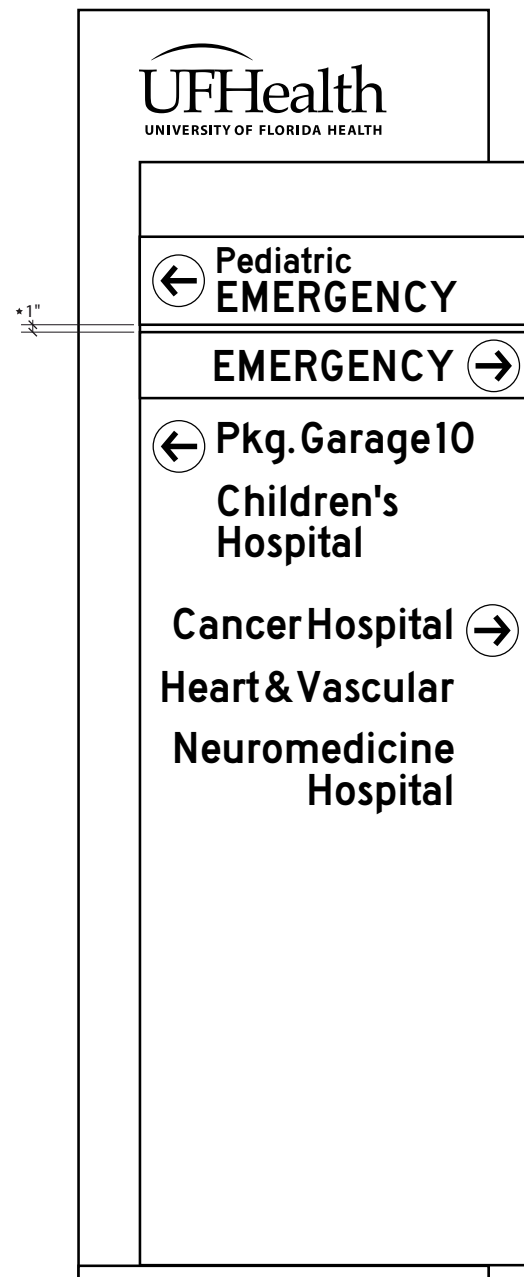 UFHealth
UNIVERSITY OF FLORIDA HEALTH
Pediatric
EMERGENCY
★1"
EMERGENCY
Pkg. Garage 10
Children's
Hospital
Cancer Hospital
Heart & Vascular
Neuromedicine
Hospital